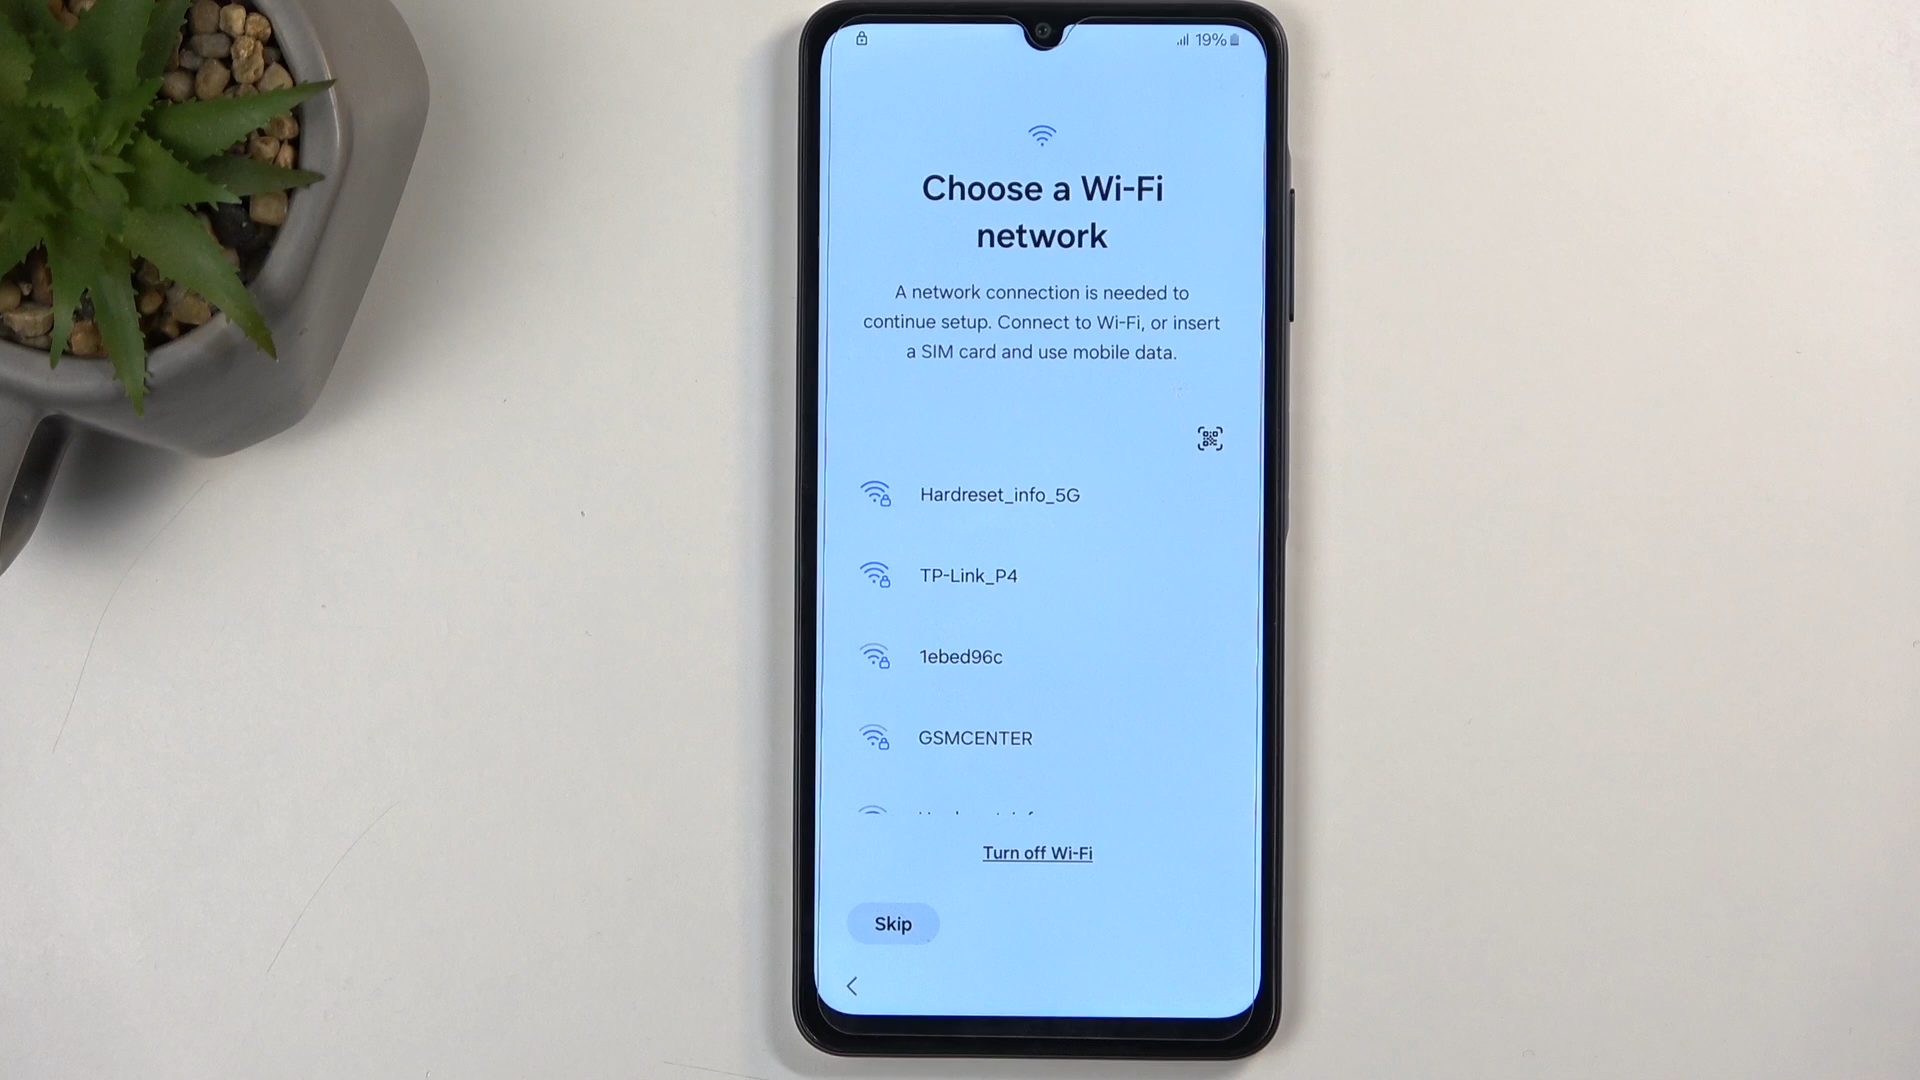 19%
Choose a Wi-Fi
network
A network connection is needed to
continue setup. Connect to Wi-Fi, or insert
a SIM card and use mobile data.
Hardreset_info_5G
TP-Link_P4
1ebed96c
GSMCENTER
Turn off Wi-Fi
Skip